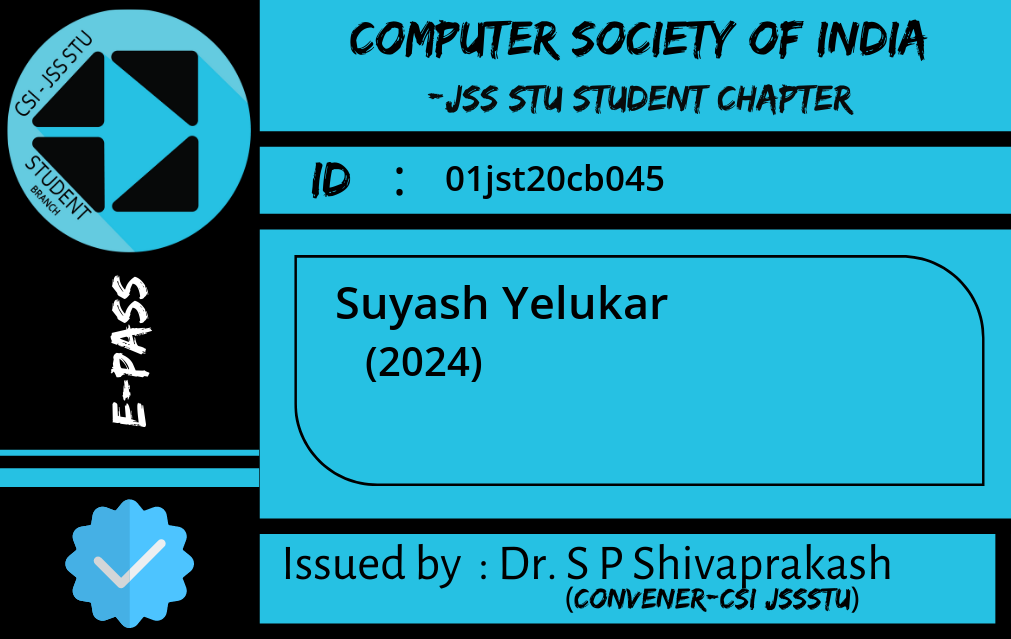 CSI - JSS STU
STUDENT
BRANCH
E-PASS
COMPUTER SOCIETY OF INDIA
-JSS STU STUDENT CHAPTER
ID : 01jst20cb045
Suyash Yelukar
(2024)
Issued by : Dr. S P Shivaprakash
(CONVENER-CSI JSSSTU)